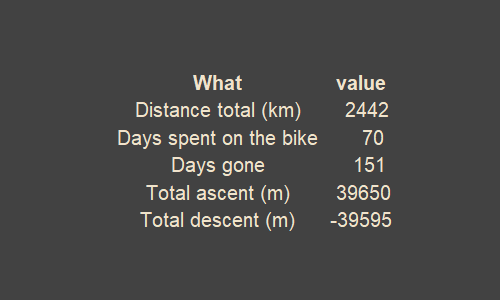 What value
Distance total (km) 2442
Days spent on the bike 70
Days gone 151
Total ascent (m) 39650
Total descent (m) -39595